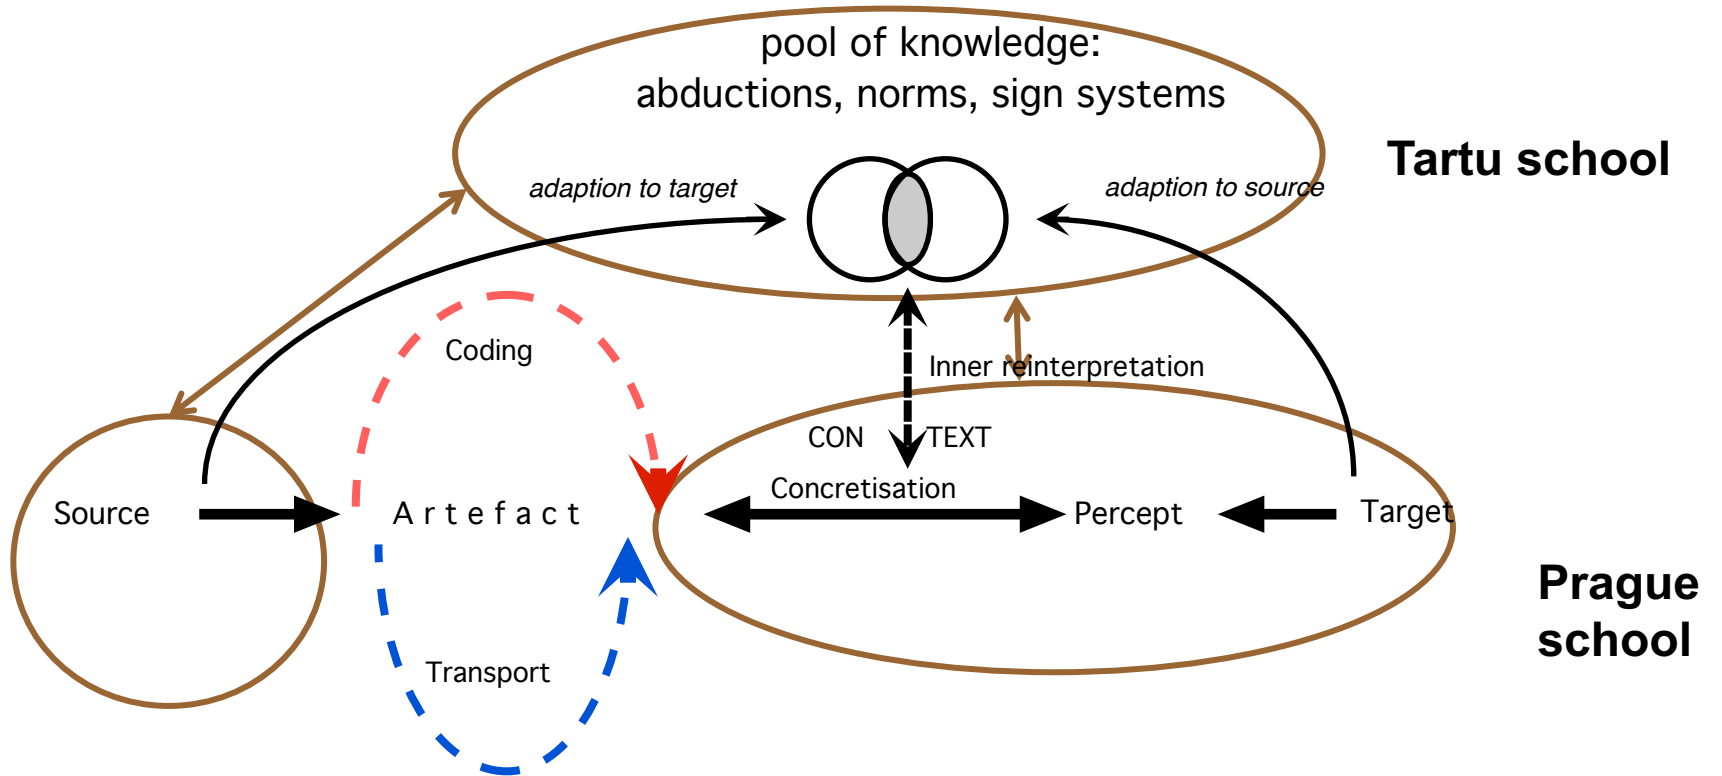 pool of knowledge:
abductions, norms, sign systems
Tartu school
adaption to target
adaption to source
Coding
Inner reinterpretation
CON TEXT
Concretisation
Source
Artefact
Percept
Target
Prague
school
Transport